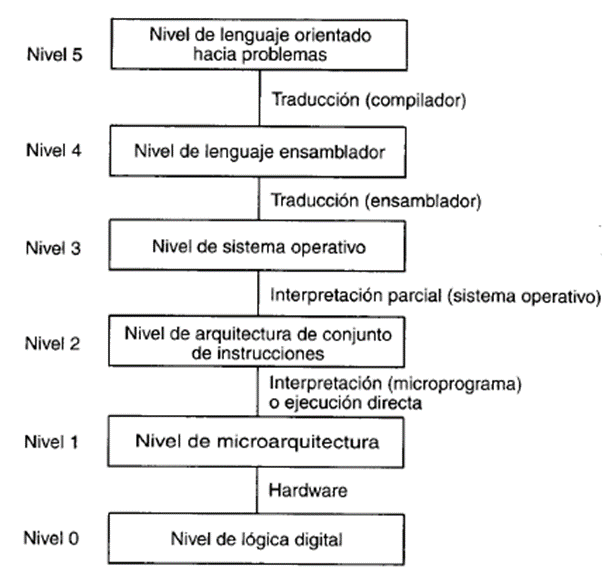 Nivel 5
Nivel de lenguaje orientado
hacia problemas
Traducción (compilador)
Nivel 4
Nivel de lenguaje ensamblador
Traducción (ensamblador)
Nivel 3
Nivel de sistema operativo
Interpretación parcial (sistema operativo)
Nivel 2
Nivel de arquitectura de conjunto
de instrucciones
Interpretación (microprograma)
o ejecución directa
Nivel 1
Nivel de microarquitectura
Hardware
Nivel 0
Nivel de lógica digital